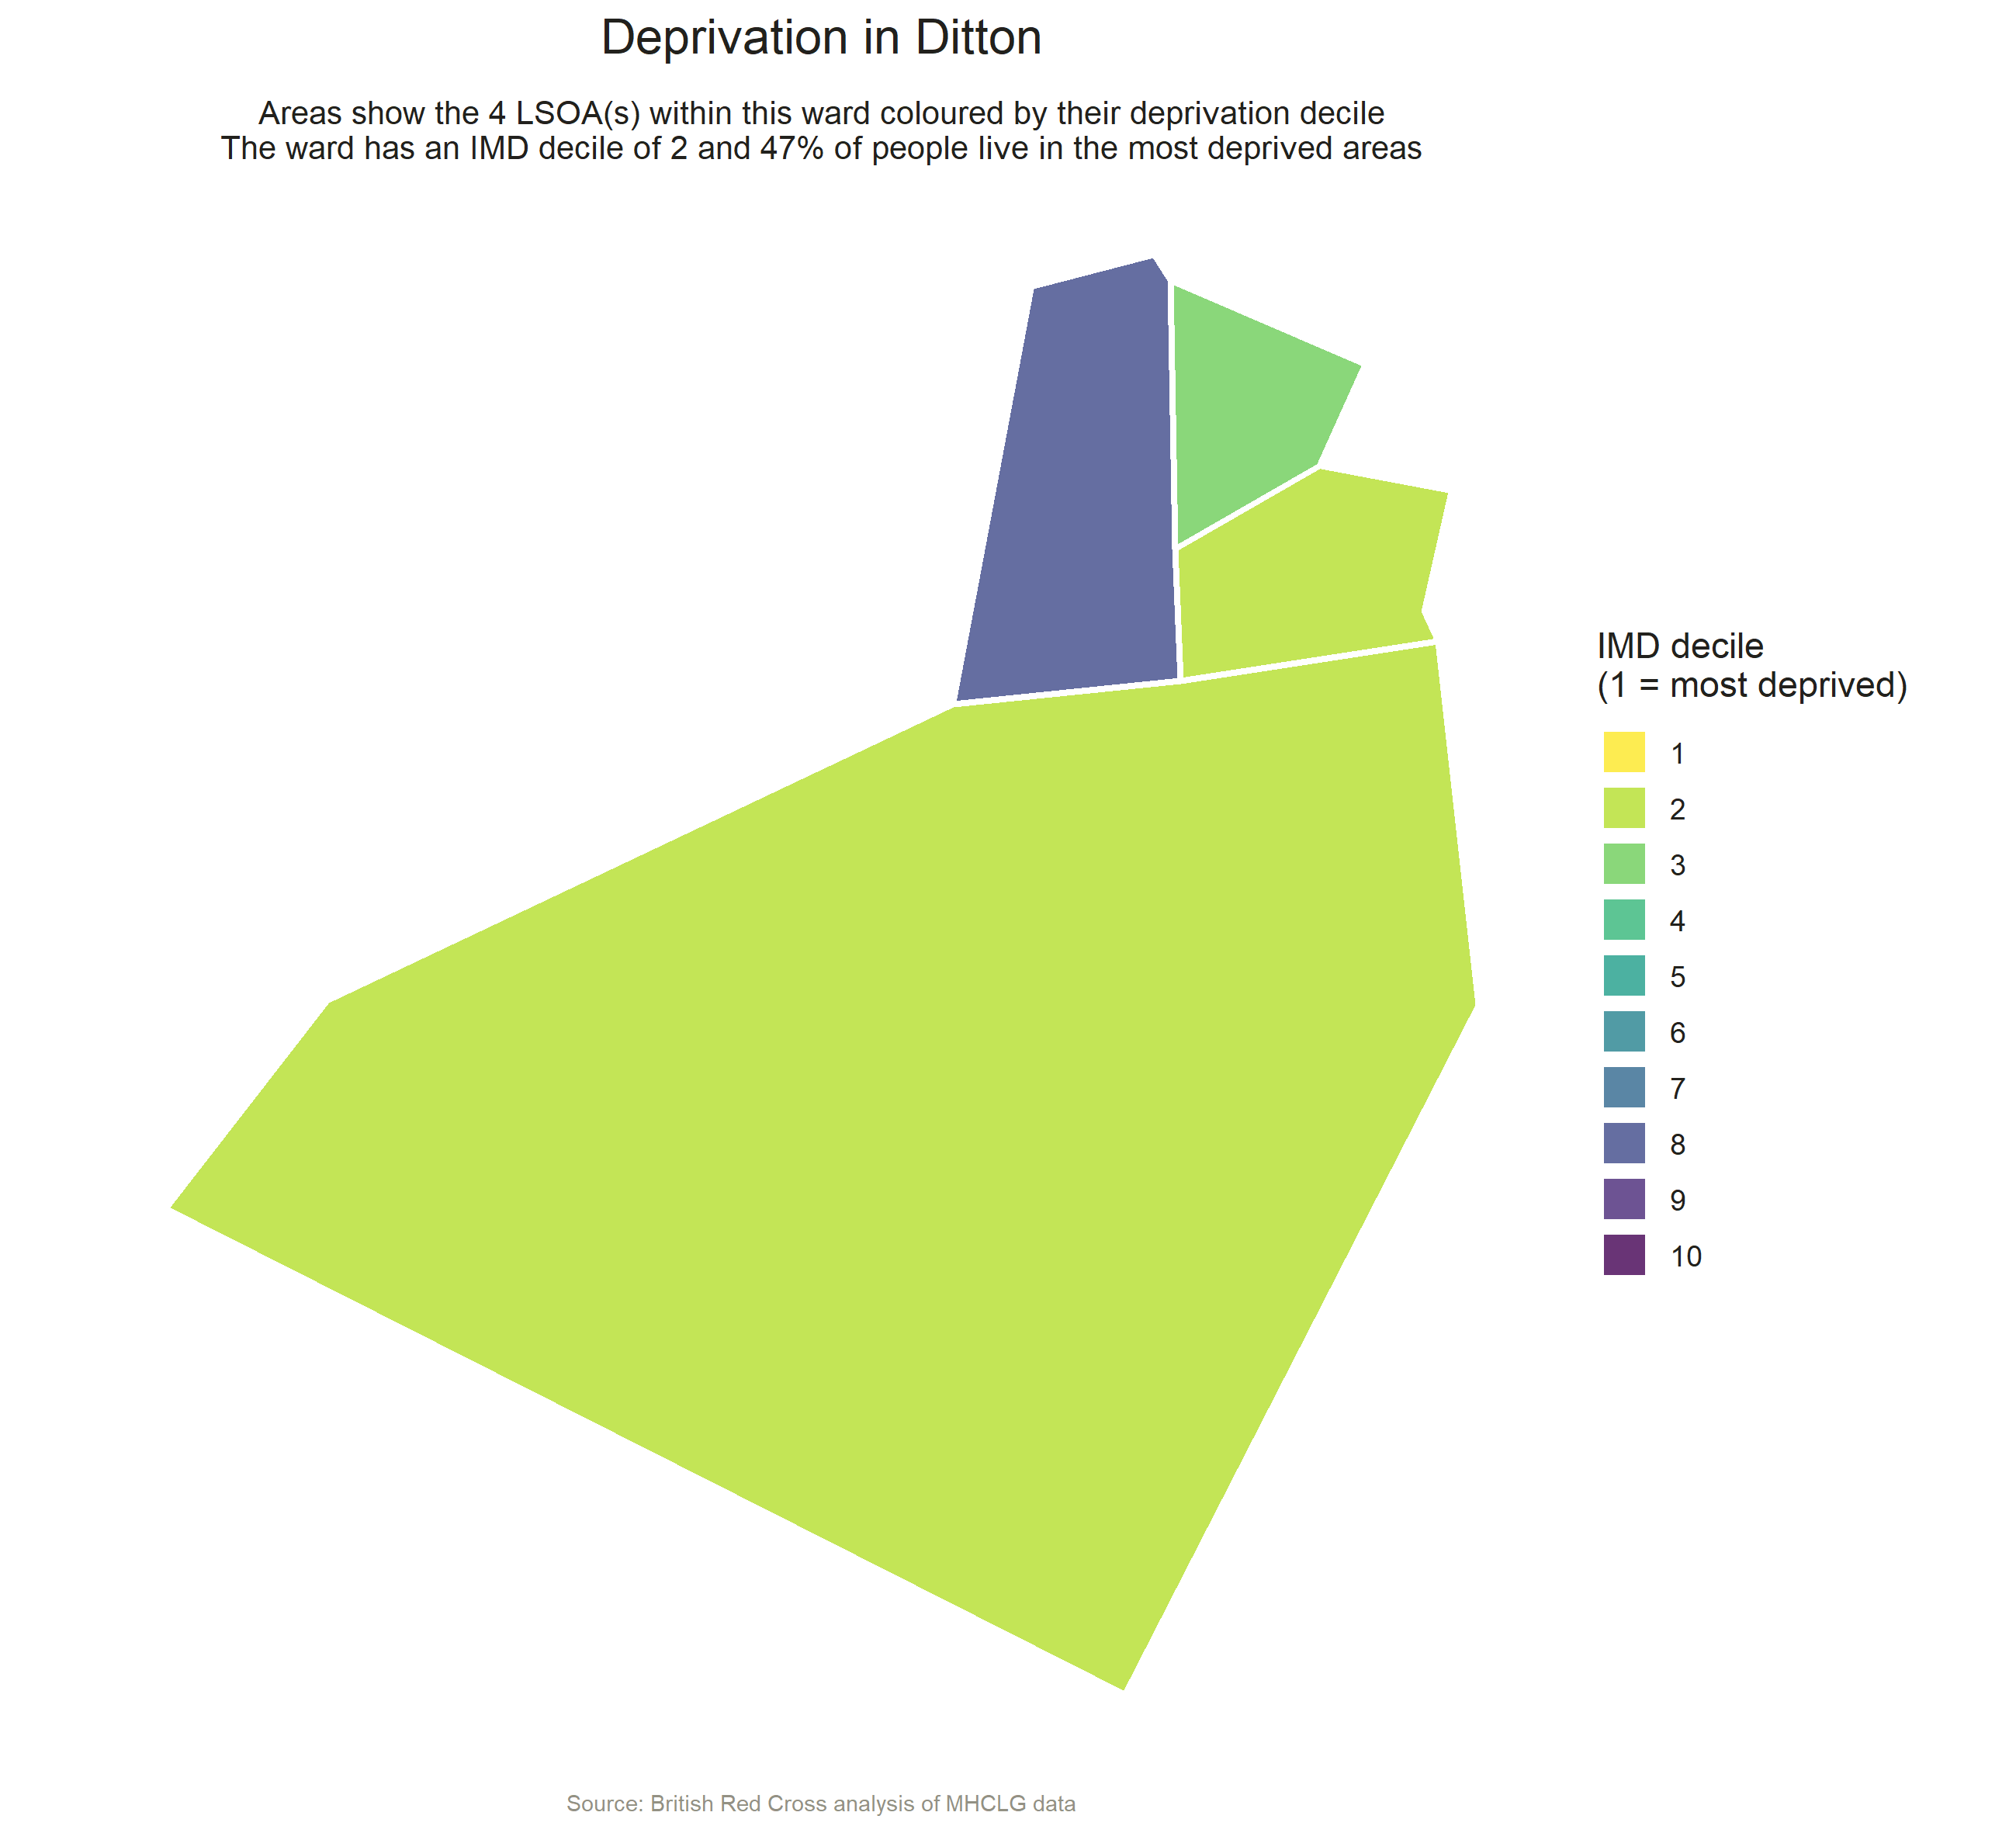 Deprivation in Ditton
Areas show the 4 LSOA(s) within this ward coloured by their deprivation decile
The ward has an IMD decile of 2 and 47% of people live in the most deprived areas
IMD decile
(1 = most deprived)
1
2
3
4
5
6
7
8
9
10
Source: British Red Cross analysis of MHCLG data